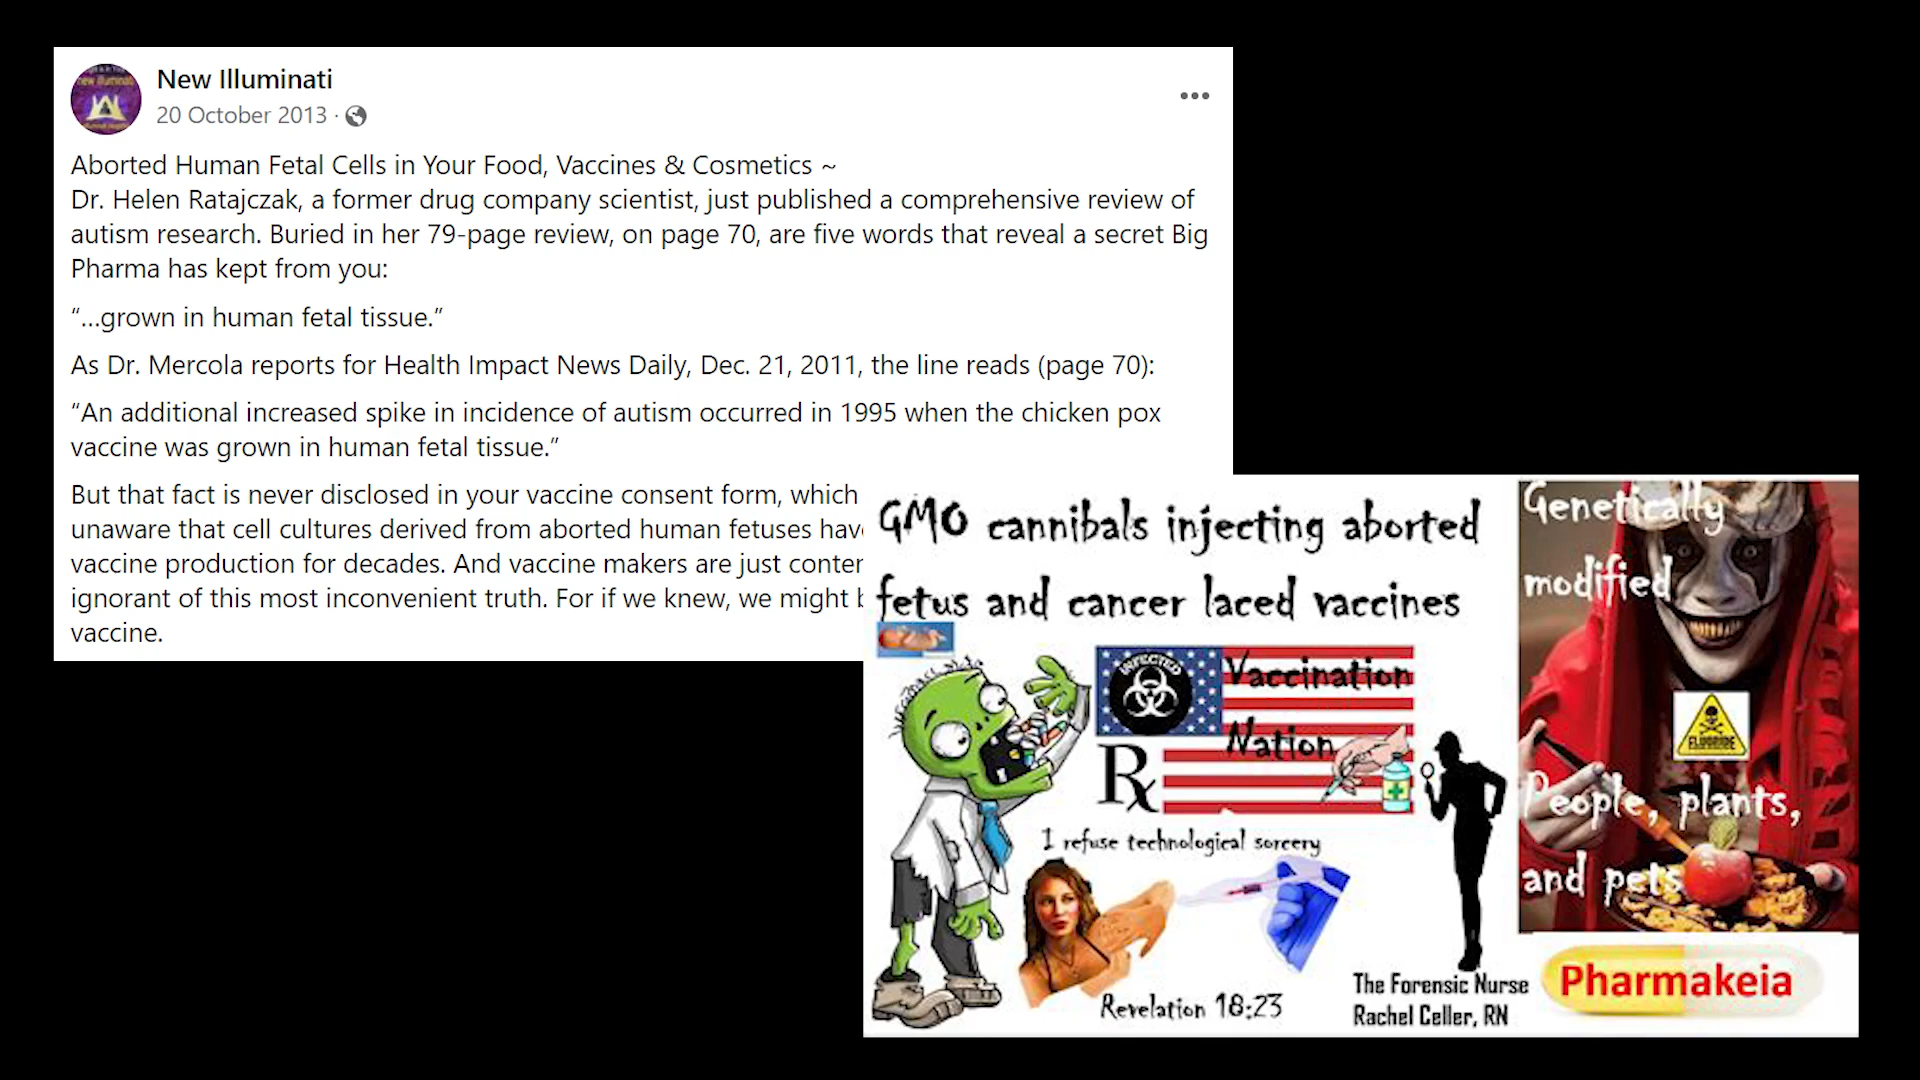 New Illuminati
20 October 2013 ·
Aborted Human Fetal Cells in Your Food, Vaccines & Cosmetics ~
Dr. Helen Ratajczak, a former drug company scientist, just published a comprehensive review of
autism research. Buried in her 79-page review, on page 70, are five words that reveal a secret Big
Pharma has kept from you:
“...grown in human fetal tissue.”
As Dr. Mercola reports for Health Impact News Daily, Dec. 21, 2011, the line reads (page 70):
“An additional increased spike in incidence of autism occurred in 1995 when the chicken pox
vaccine was grown in human fetal tissue.”
But that fact is never disclosed in your vaccine consent form, which
unaware that cell cultures derived from aborted human fetuses hav
vaccine production for decades. And vaccine makers are just conter
ignorant of this most inconvenient truth. For if we knew, we might
vaccine.
GMO cannibals injecting aborted
fetus and cancer laced vaccines
INFECTED
Vaccination
Nation
Rx
I refuse technological sorcery
Revelation 18:23
The Forensic Nurse
Rachel Celler, RN
Genetically
modified
FLUORIDE
People, plants,
and pets
Pharmakeia